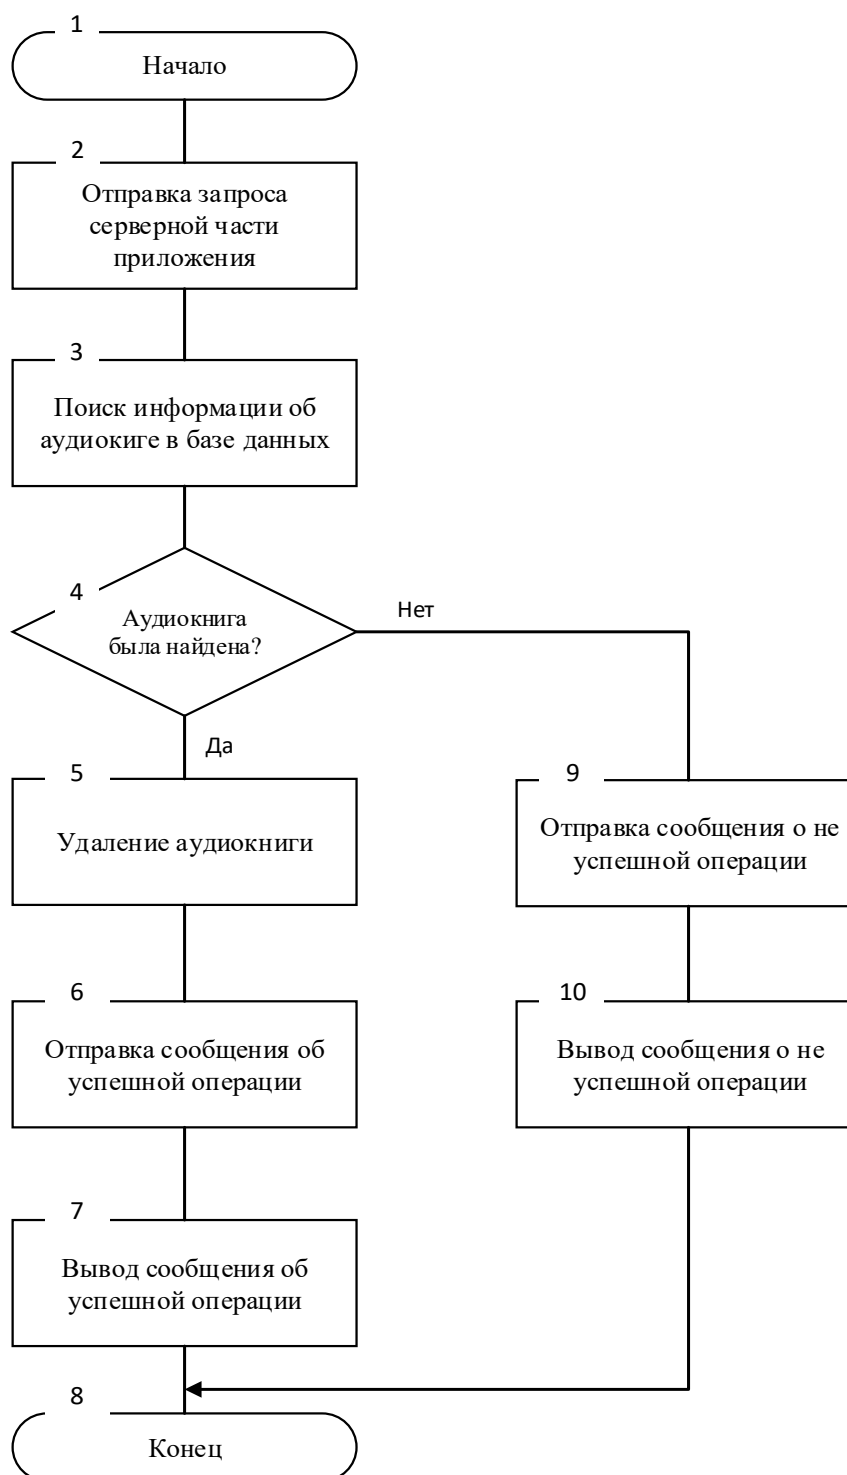 1
Начало
2
Отправка запроса
серверной части
приложения
3
Поиск информации об
аудиокиге в базе данных
4
Аудиокнига
была найдена?
Нет
Да
5
Удаление аудиокниги
9
Отправка сообщения о не
успешной операции
6
Отправка сообщения об
успешной операции
10
Вывод сообщения о не
успешной операции
7
Вывод сообщения об
успешной операции
8
Конец